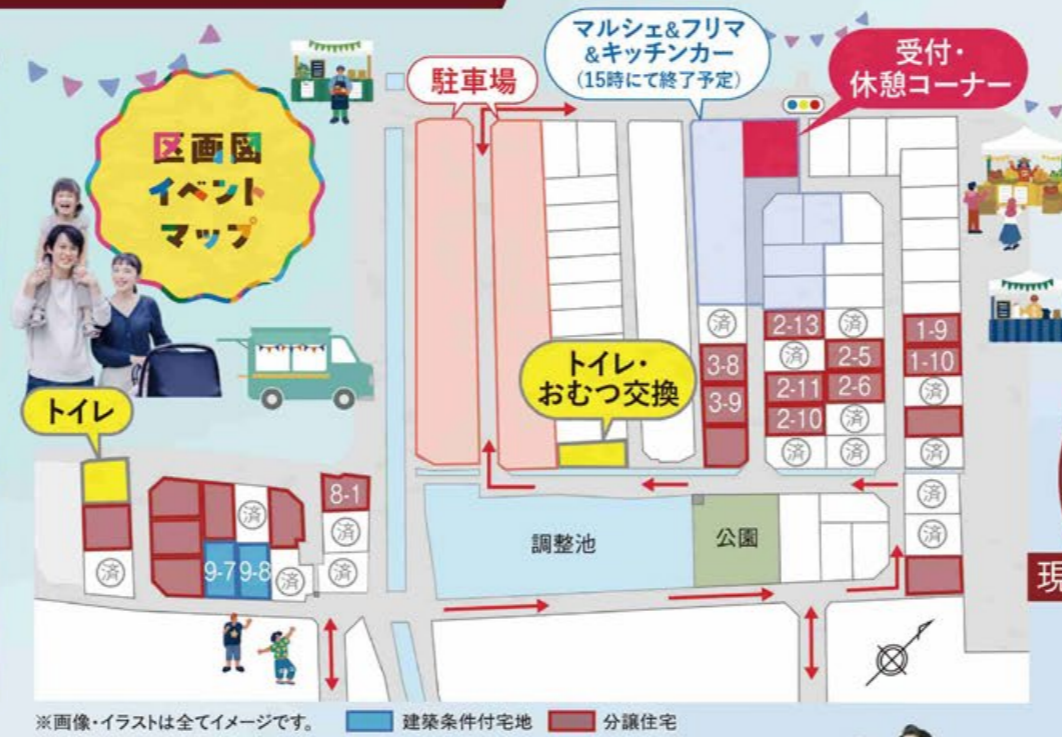 区画図
イベント
マップ
駐車場
マルシェ&フリマ
&キッチンカー
(15時にて終了予定)
受付・
休憩コーナー
トイレ
トイレ・
おむつ交換
済
2-13
済
1-9
3-8
済
2-5
1-10
3-9
2-11
2-6
済
2-10
済
済
済
済
8-1
済
済
済
調整池
公園
済
済
9-7
9-8
済
済
現
※画像・イラストは全てイメージです。
建築条件付宅地
分譲住宅